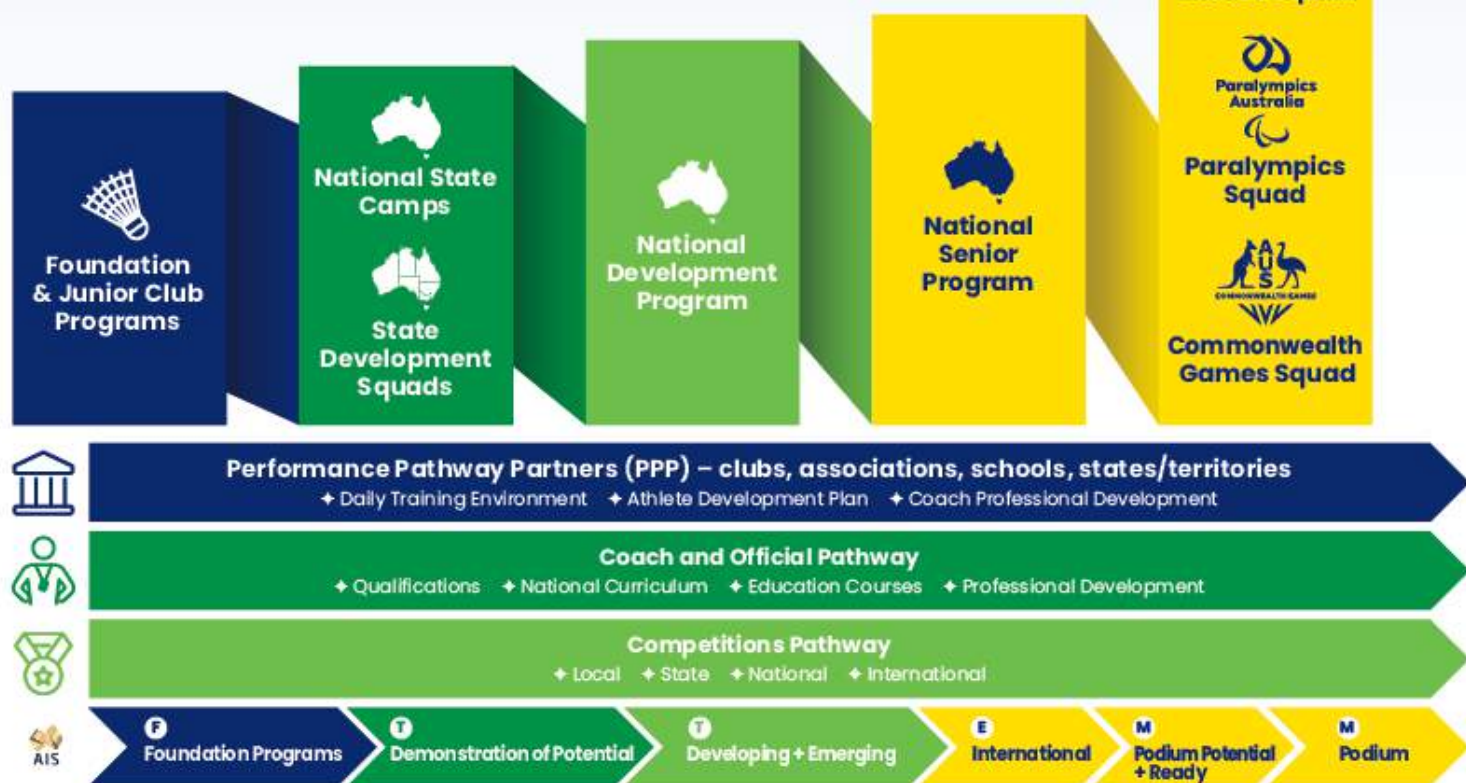 Foundation
& Junior Club
Programs
National State
Camps
State
Development
Squads
National
Development
Program
National
Senior
Program
Paralympics
Australia
Paralympics
Squad
AUS
COMMONWEALTH GAMES
Commonwealth
Games Squad
Performance Pathway Partners (PPP) – clubs, associations, schools, states/territories
✦ Daily Training Environment ✦ Athlete Development Plan ✦ Coach Professional Development
Coach and Official Pathway
✦ Qualifications ✦ National Curriculum ✦ Education Courses ✦ Professional Development
Competitions Pathway
✦ Local ✦ State ✦ National ✦ International
AIS
F
Foundation Programs
T
Demonstration of Potential
T
Developing + Emerging
E
International
M
Podium Potential
+ Ready
M
Podium